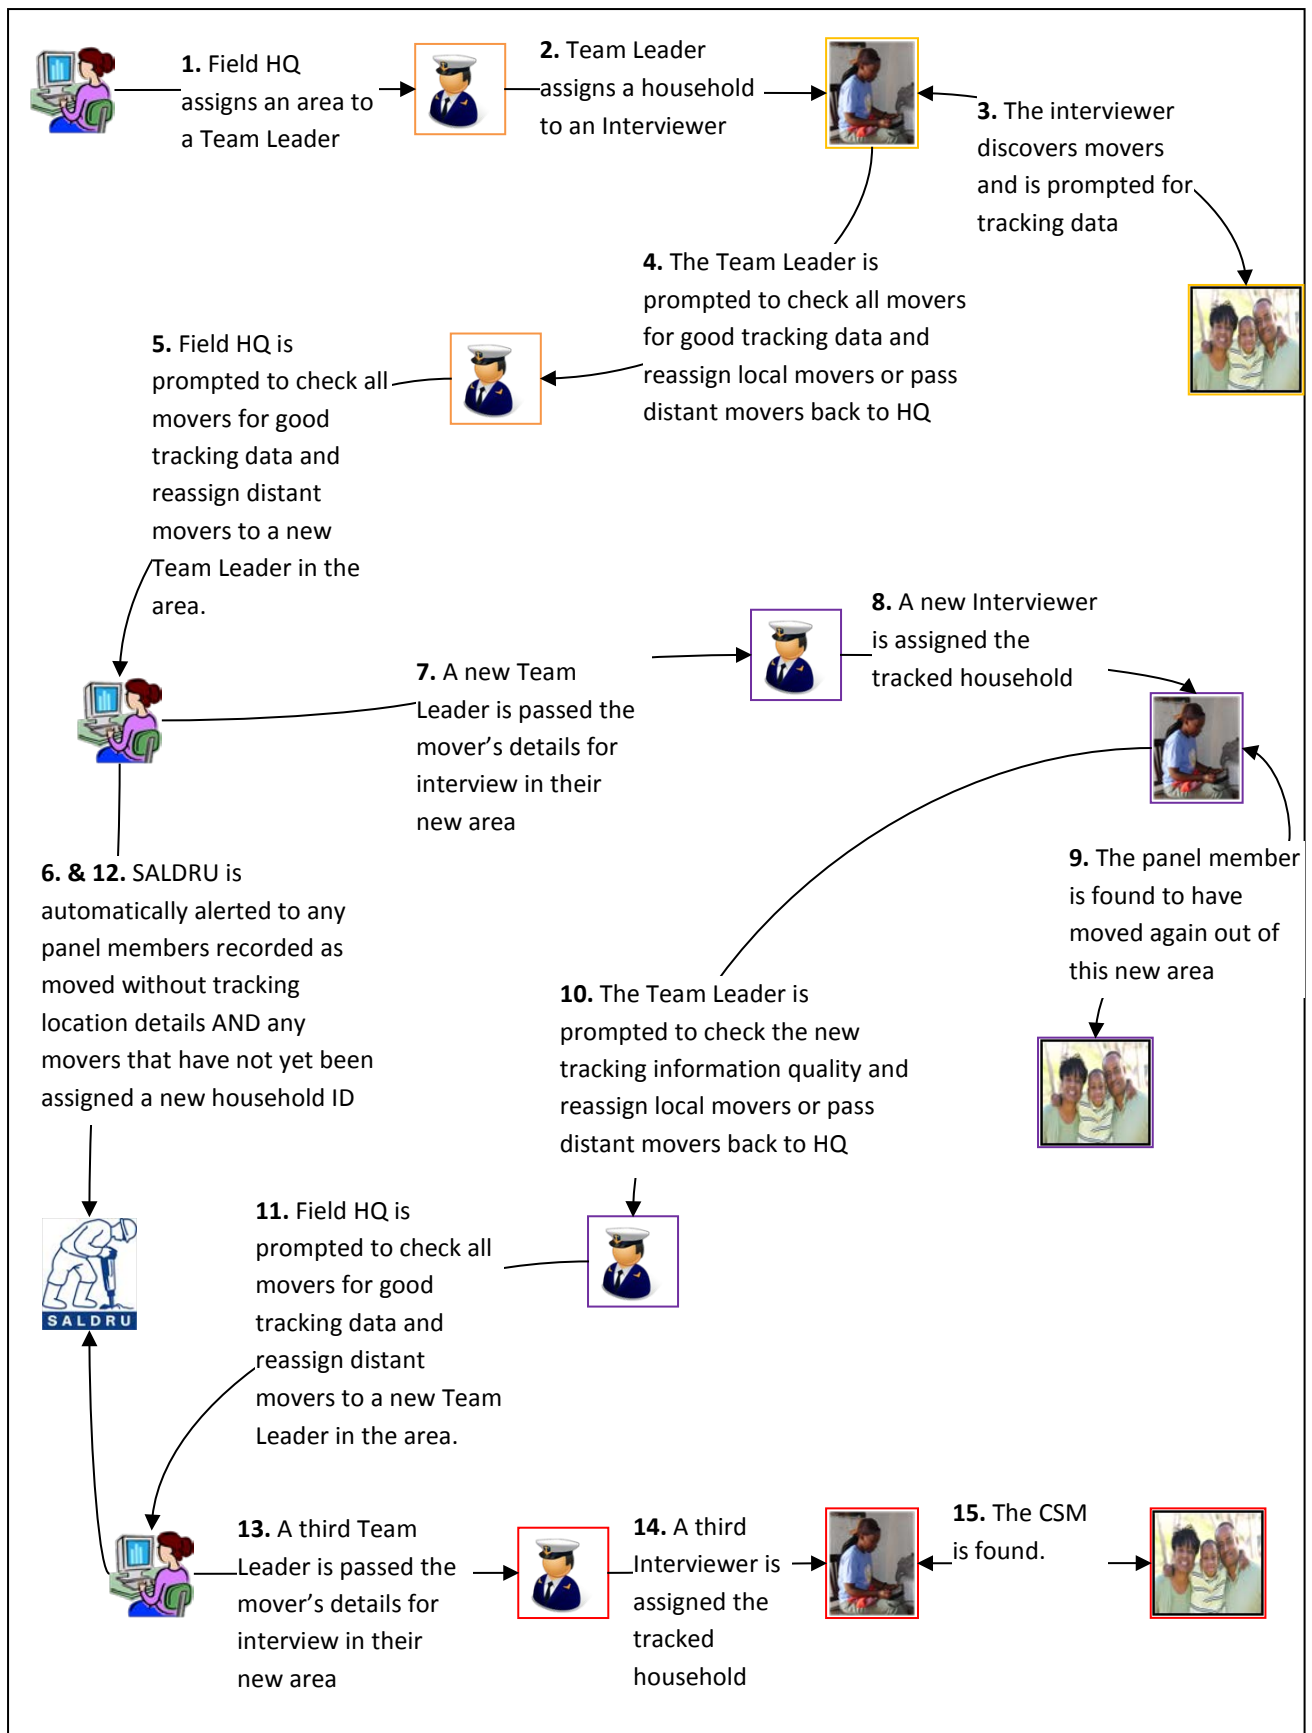 1. Field HQ
assigns an area to
a Team Leader
2. Team Leader
assigns a household
to an Interviewer
3. The interviewer
discovers movers
and is prompted for
tracking data
4. The Team Leader is
prompted to check all movers
for good tracking data and
reassign local movers or pass
distant movers back to HQ
5. Field HQ is
prompted to check all
movers for good
tracking data and
reassign distant
movers to a new
Team Leader in the
area.
6. & 12. SALDRU is
automatically alerted to any
panel members recorded as
moved without tracking
location details AND any
movers that have not yet been
assigned a new household ID
7. A new Team
Leader is passed the
mover's details for
interview in their
new area
8. A new Interviewer
is assigned the
tracked household
9. The panel member
is found to have
moved again out of
this new area
10. The Team Leader is
prompted to check the new
tracking information quality and
reassign local movers or pass
distant movers back to HQ
SALDRU
11. Field HQ is
prompted to check all
movers for good
tracking data and
reassign distant
movers to a new Team
Leader in the area.
13. A third Team
Leader is passed the
mover's details for
interview in their
new area
14. A third
Interviewer is
assigned the
tracked
household
15. The CSM
is found.